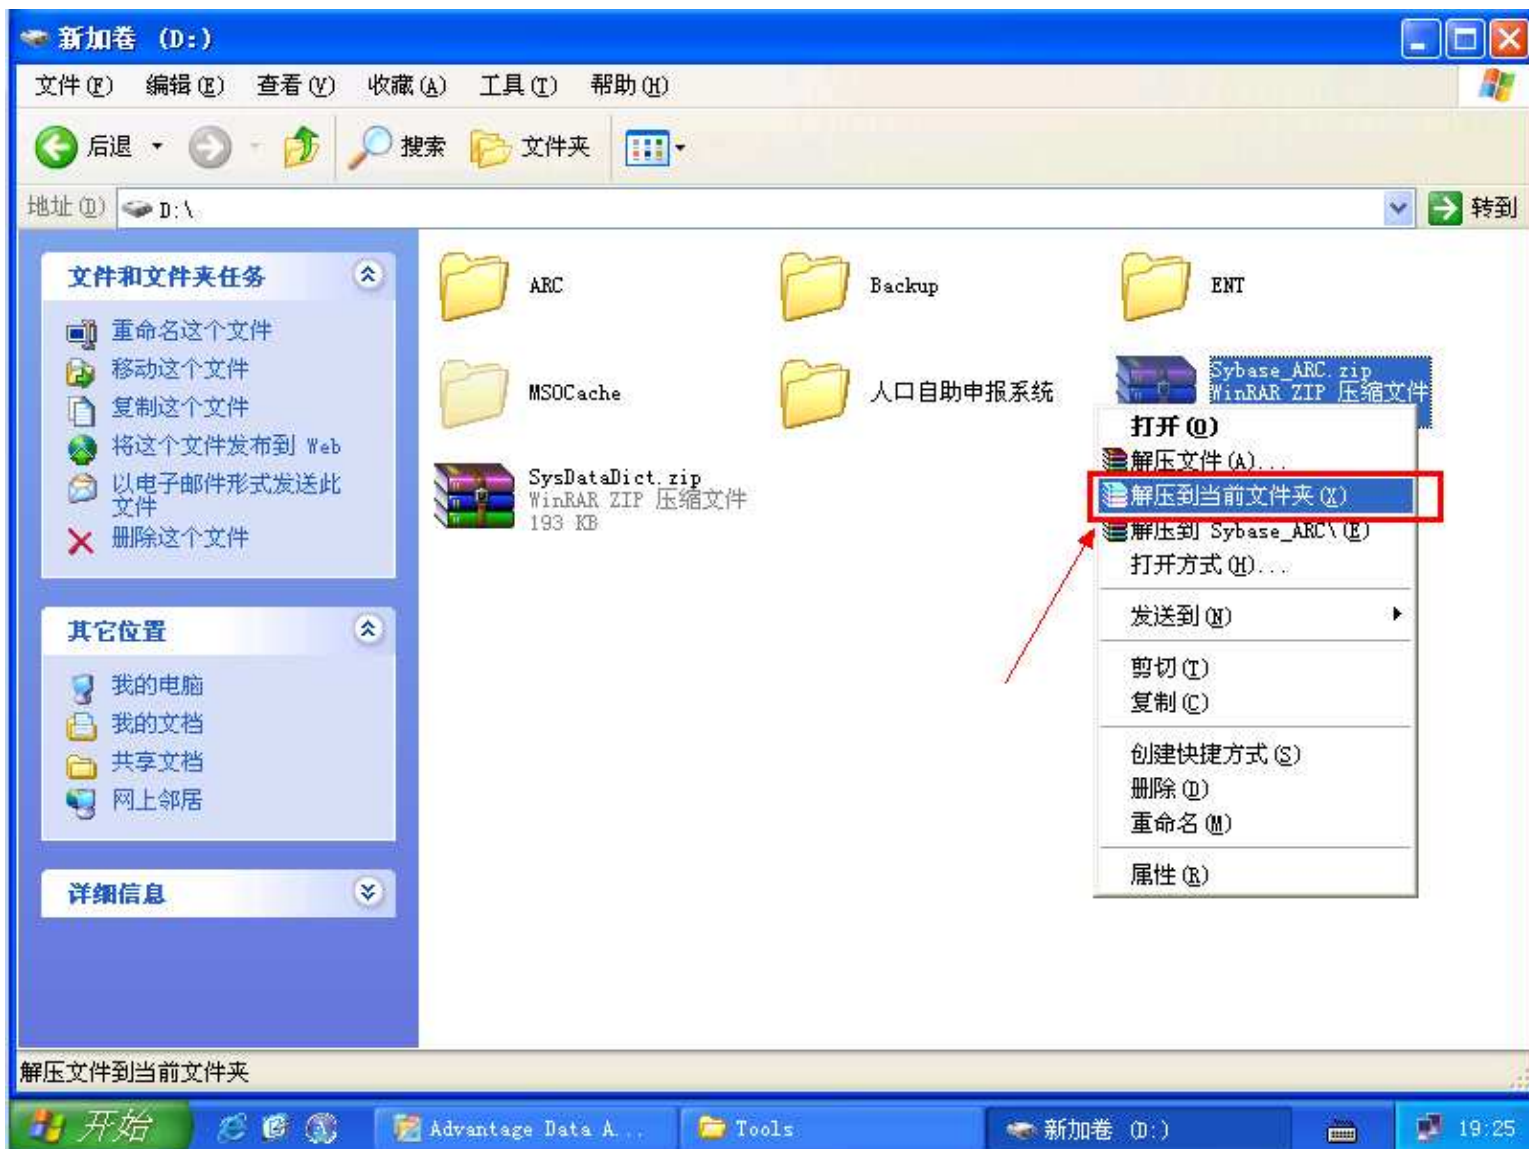 新加卷 (D:)
文件(F) 编辑(E) 查看(V) 收藏(A) 工具(T) 帮助(H)
后退 搜索 文件夹
地址(D) D:\ 转到
文件和文件夹任务
重命名这个文件
移动这个文件
复制这个文件
将这个文件发布到 Web
以电子邮件形式发送此
文件
删除这个文件
其它位置
我的电脑
我的文档
共享文档
网上邻居
详细信息
ARC
Backup
ENT
MSOCache
人口自助申报系统
Sybase_ARC.zip
WinRAR ZIP 压缩文件
SysDataDict.zip
WinRAR ZIP 压缩文件
193 KB
打开(O)
解压文件(A)...
解压到当前文件夹(X)
解压到 Sybase_ARC\(E)
打开方式(H)...
发送到(N)
剪切(T)
复制(C)
创建快捷方式(S)
删除(D)
重命名(M)
属性(R)
解压文件到当前文件夹
开始 Advantage Data A... Tools 新加卷 (D:) 19:25